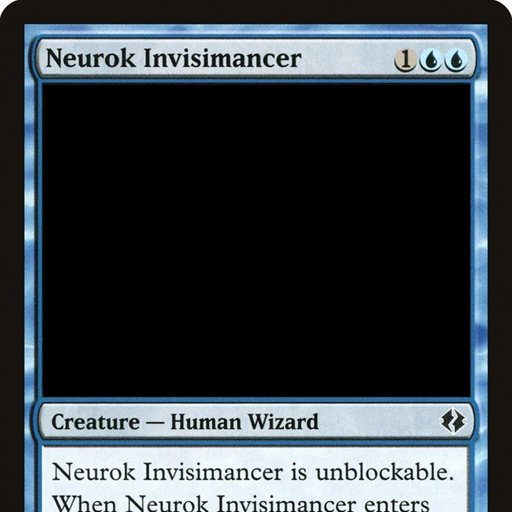 Neurok Invisimancer 1
Creature — Human Wizard
Neurok Invisimancer is unblockable.
When Neurok Invisimancer enters